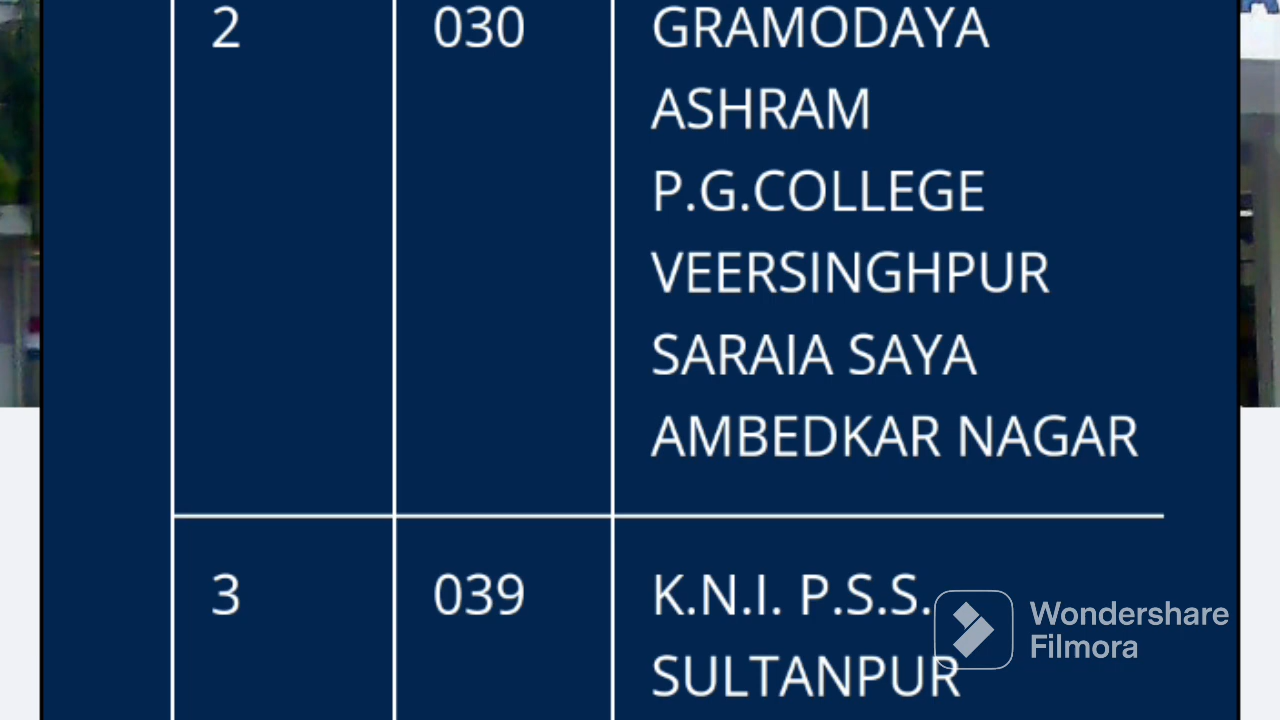 2 030 GRAMODAYA
ASHRAM
P.G.COLLEGE
VEERSINGHPUR
SARAIA SAYA
AMBEDKAR NAGAR
3 039 K.N.I. P.S.S.
SULTANPUR
Wondershare
Filmora